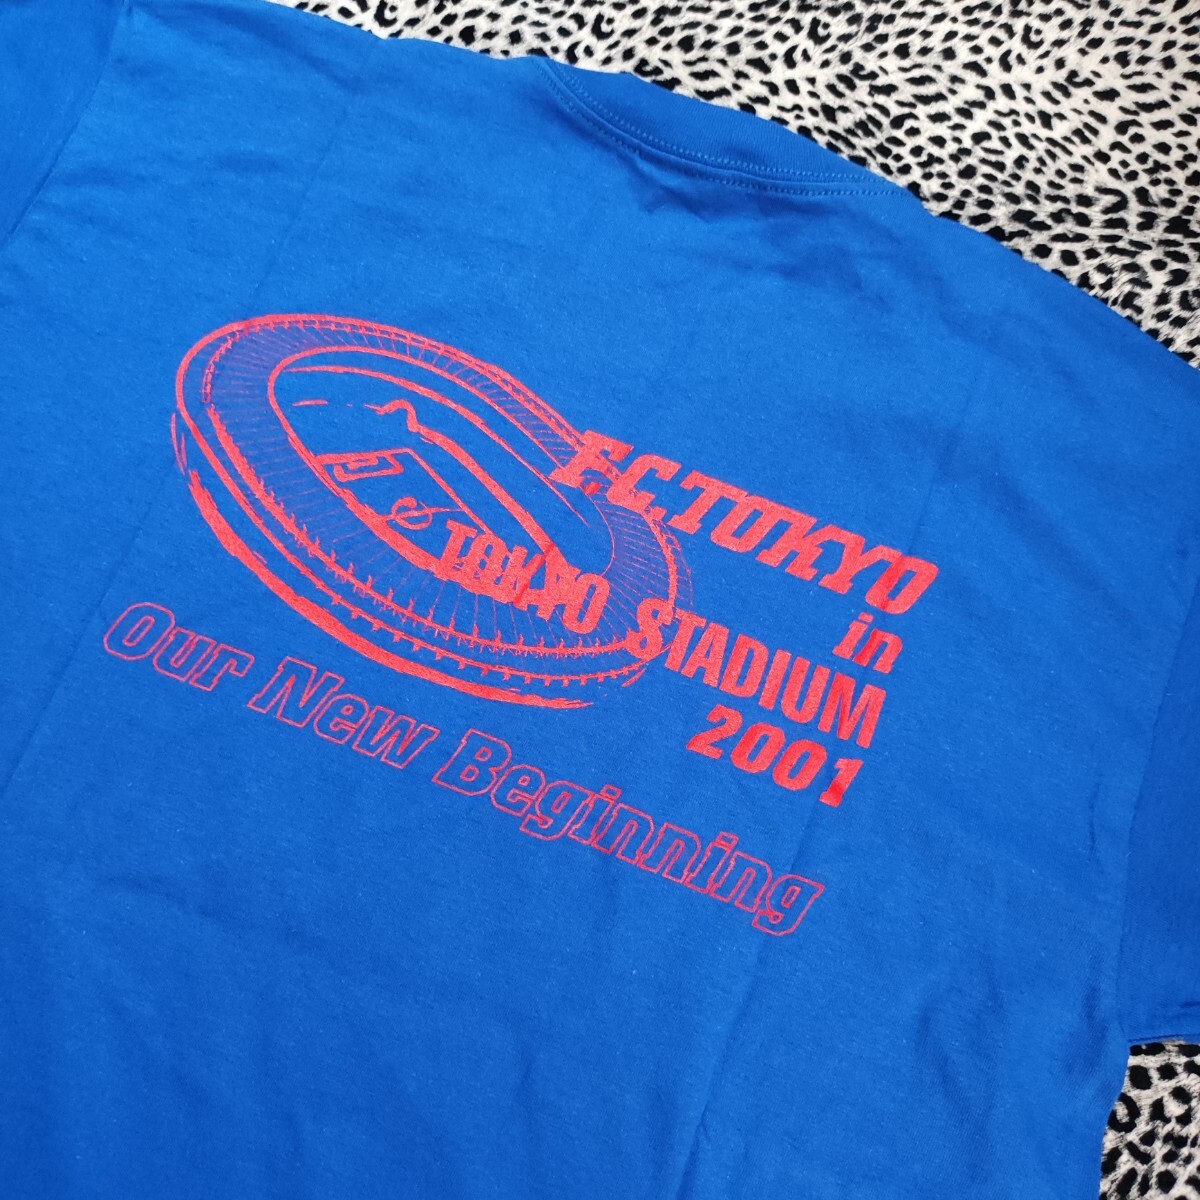 F.C.TOKYO
in
TOKYO STADIUM
2001
Our New Beginning